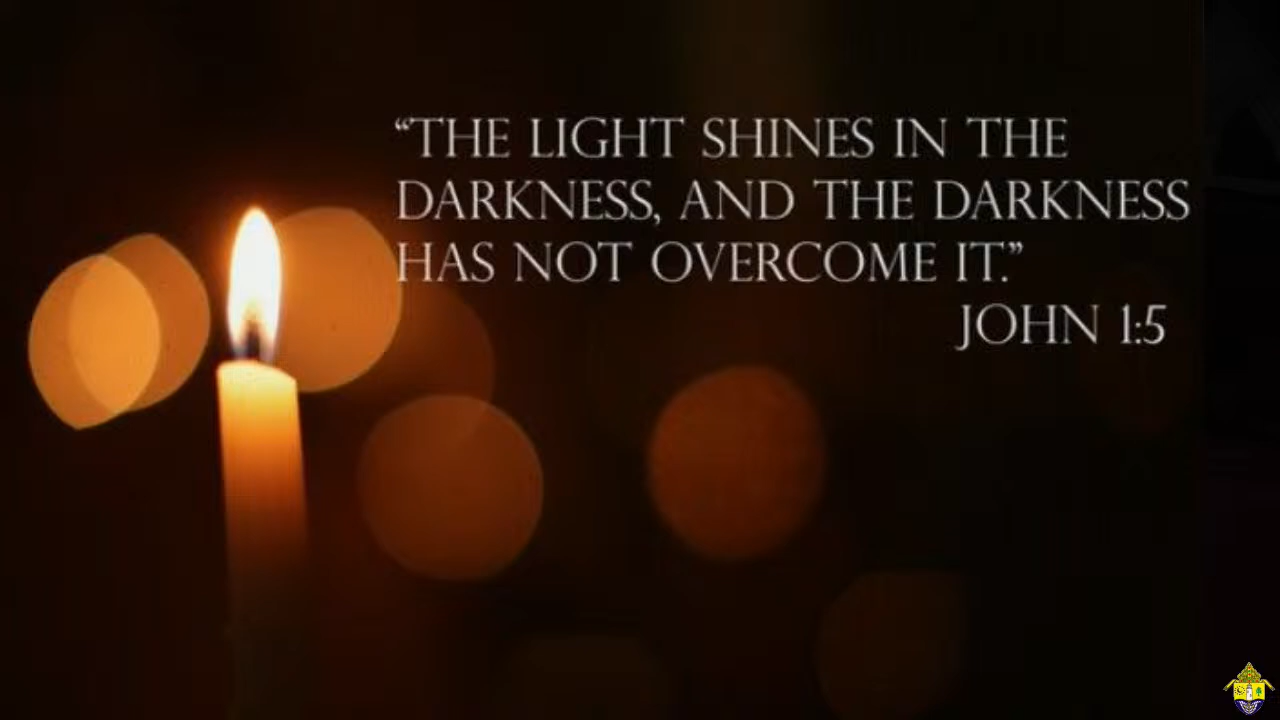 “THE LIGHT SHINES IN THE
DARKNESS, AND THE DARKNESS
HAS NOT OVERCOME IT.”
JOHN 1:5